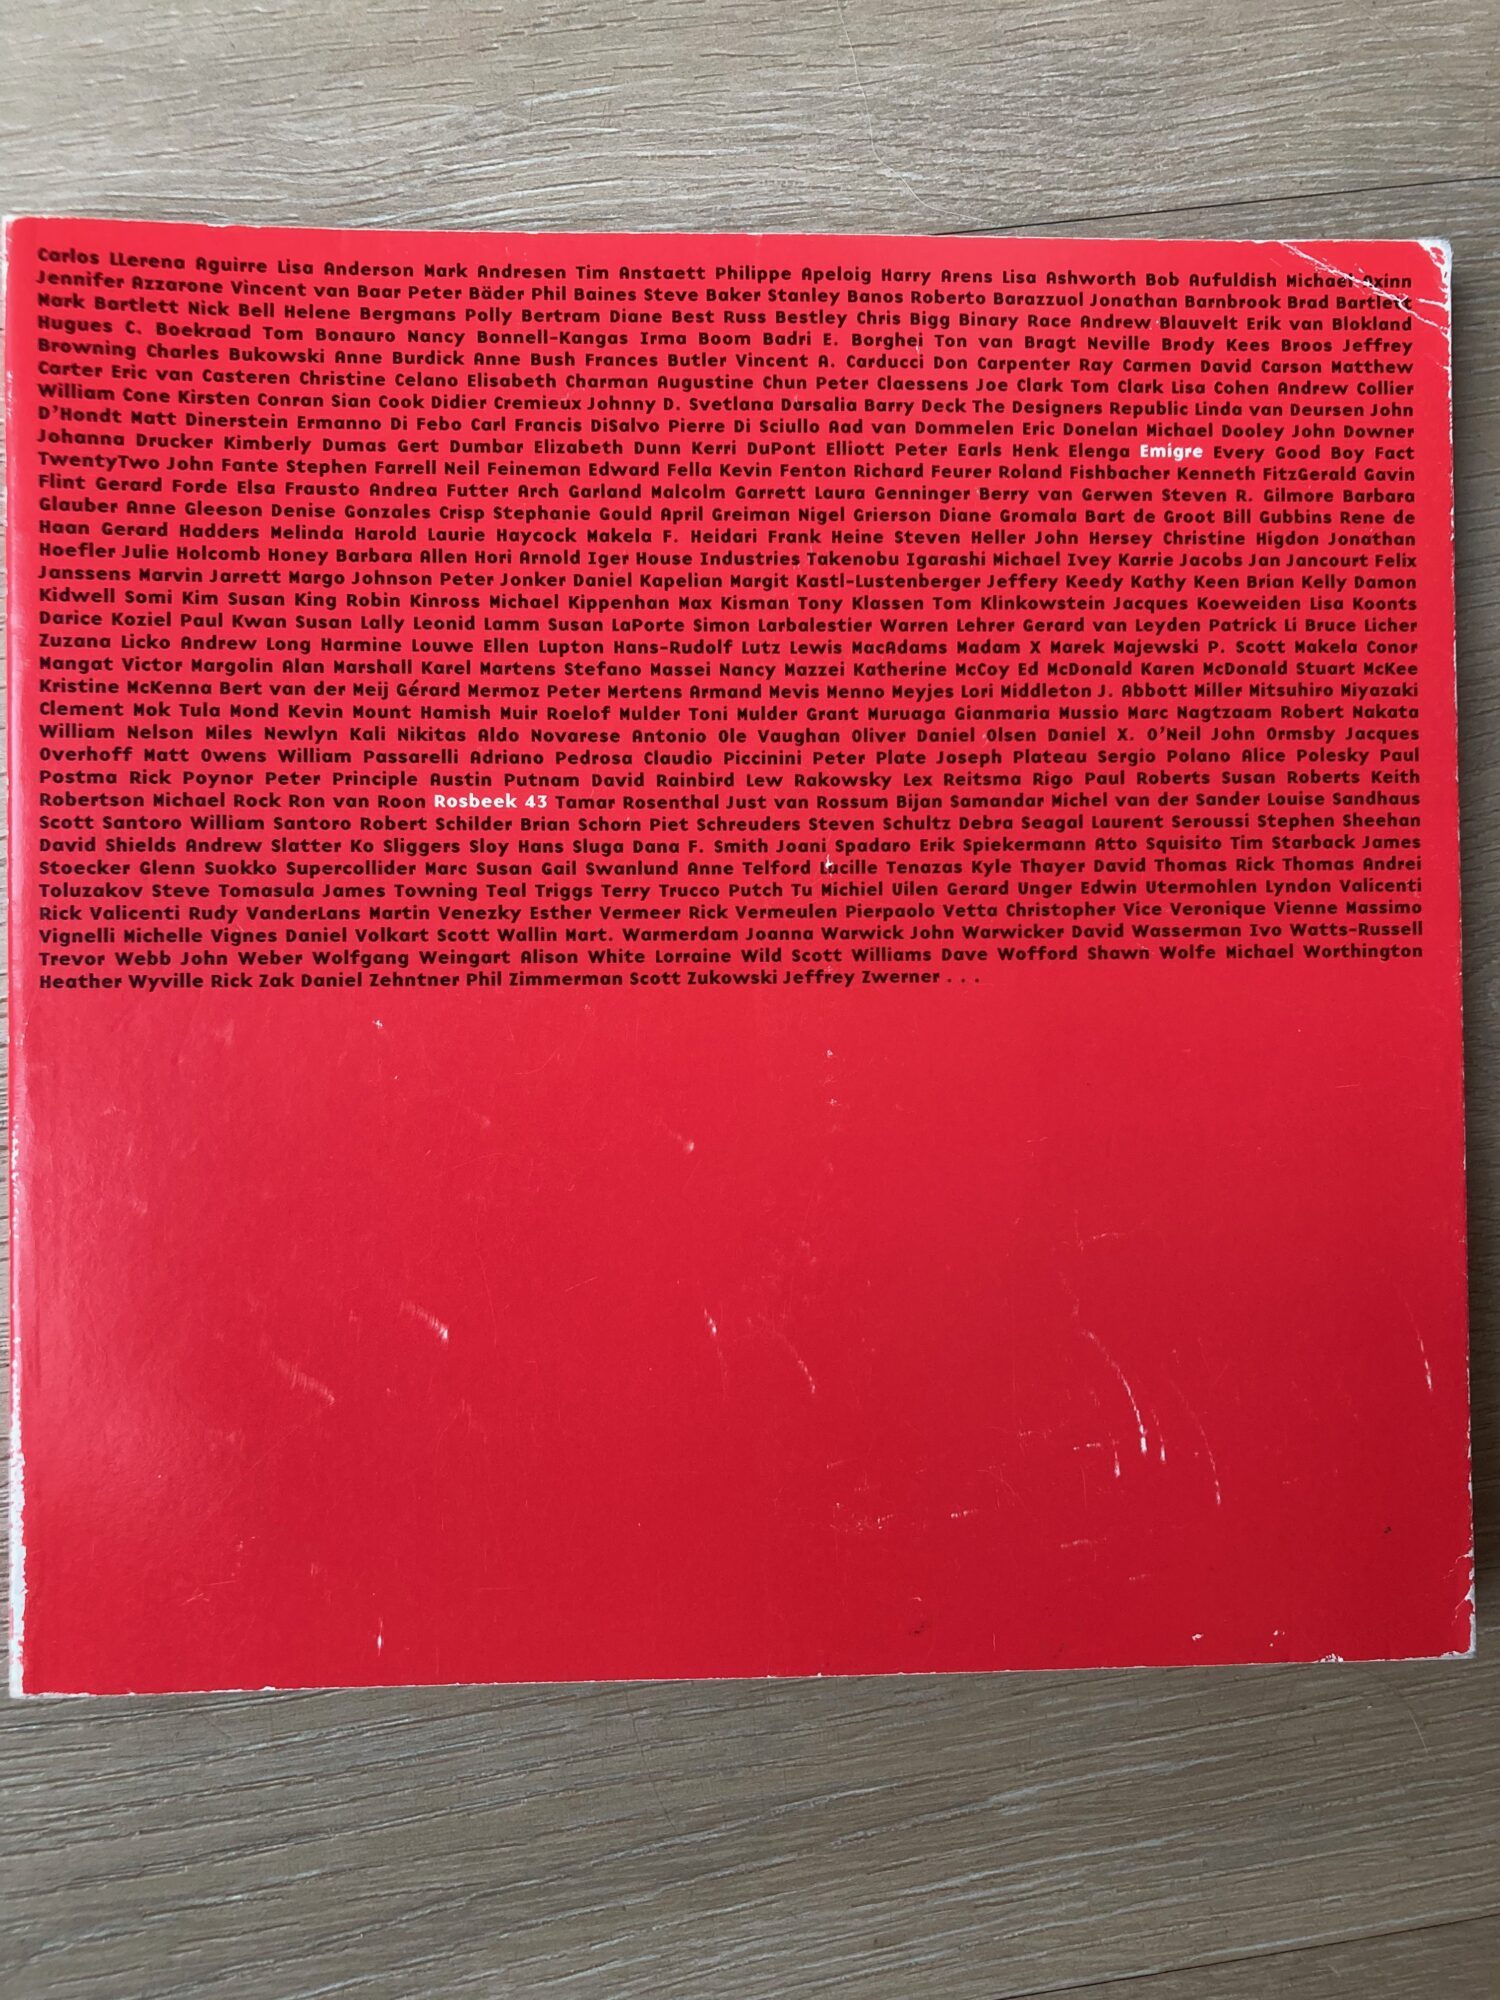 Carlos LLerena Aguirre Lisa Anderson Mark Andresen Tim Anstaett Philippe Apeloig Harry Arens Lisa Ashworth Bob Aufuldish Michael Axinn
Jennifer Azzarone Vincent van Baar Peter Bäder Phil Baines Steve Baker Stanley Banos Roberto Barazzuol Jonathan Barnbrook Brad Bartlett
Mark Bartlett Nick Bell Helene Bergmans Polly Bertram Diane Best Russ Bestley Chris Bigg Binary Race Andrew Blauvelt Erik van Blokland
Hugues C. Boekraad Tom Bonauro Nancy Bonnell-Kangas Irma Boom Badri E. Borghei Ton van Bragt Neville Brody Kees Broos Jeffrey
Browning Charles Bukowski Anne Burdick Anne Bush Frances Butler Vincent A. Carducci Don Carpenter Ray Carmen David Carson Matthew
Carter Eric van Casteren Christine Celano Elisabeth Charman Augustine Chun Peter Claessens Joe Clark Tom Clark Lisa Cohen Andrew Collier
William Cone Kirsten Conran Sian Cook Didier Cremieux Johnny D. Svetlana Darsalia Barry Deck The Designers Republic Linda van Deursen John
D'Hondt Matt Dinerstein Ermanno Di Febo Carl Francis DiSalvo Pierre Di Sciullo Aad van Dommelen Eric Donelan Michael Dooley John Downer
Johanna Drucker Kimberly Dumas Gert Dumbar Elizabeth Dunn Kerri DuPont Elliott Peter Earls Henk Elenga Emigre Every Good Boy Fact
TwentyTwo John Fante Stephen Farrell Neil Feineman Edward Fella Kevin Fenton Richard Feurer Roland Fishbacher Kenneth FitzGerald Gavin
Flint Gerard Forde Elsa Frausto Andrea Futter Arch Garland Malcolm Garrett Laura Genninger Berry van Gerwen Steven R. Gilmore Barbara
Glauber Anne Gleeson Denise Gonzales Crisp Stephanie Gould April Greiman Nigel Grierson Diane Gromala Bart de Groot Bill Gubbins Rene de
Haan Gerard Hadders Melinda Harold Laurie Haycock Makela F. Heidari Frank Heine Steven Heller John Hersey Christine Higdon Jonathan
Hoefler Julie Holcomb Honey Barbara Allen Hori Arnold Iger House Industries Takenobu Igarashi Michael Ivey Karrie Jacobs Jan Jancourt Felix
Janssens Marvin Jarrett Margo Johnson Peter Jonker Daniel Kapelian Margit Kastl-Lustenberger Jeffery Keedy Kathy Keen Brian Kelly Damon
Kidwell Somi Kim Susan King Robin Kinross Michael Kippenhan Max Kisman Tony Klassen Tom Klinkowstein Jacques Koeweiden Lisa Koonts
Darice Koziel Paul Kwan Susan Lally Leonid Lamm Susan LaPorte Simon Larbalestier Warren Lehrer Gerard van Leyden Patrick Li Bruce Licher
Zuzana Licko Andrew Long Harmine Louwe Ellen Lupton Hans-Rudolf Lutz Lewis MacAdams Madam X Marek Majewski P. Scott Makela Conor
Mangat Victor Margolin Alan Marshall Karel Martens Stefano Massei Nancy Mazzei Katherine McCoy Ed McDonald Karen McDonald Stuart McKee
Kristine McKenna Bert van der Meij Gérard Mermoz Peter Mertens Armand Mevis Menno Meyjes Lori Middleton J. Abbott Miller Mitsuhiro Miyazaki
Clement Mok Tula Mond Kevin Mount Hamish Muir Roelof Mulder Toni Mulder Grant Muruaga Gianmaria Mussio Marc Nagtzaam Robert Nakata
William Nelson Miles Newlyn Kali Nikitas Aldo Novarese Antonio Ole Vaughan Oliver Daniel Olsen Daniel X. O'Neil John Ormsby Jacques
Overhoff Matt Owens William Passarelli Adriano Pedrosa Claudio Piccinini Peter Plate Joseph Plateau Sergio Polano Alice Polesky Paul
Postma Rick Poynor Peter Principle Austin Putnam David Rainbird Lew Rakowsky Lex Reitsma Rigo Paul Roberts Susan Roberts Keith
Robertson Michael Rock Ron van Roon Rosbeek 43 Tamar Rosenthal Just van Rossum Bijan Samandar Michel van der Sander Louise Sandhaus
Scott Santoro William Santoro Robert Schilder Brian Schorn Piet Schreuders Steven Schultz Debra Seagal Laurent Seroussi Stephen Sheehan
David Shields Andrew Slatter Ko Sliggers Sloy Hans Sluga Dana F. Smith Joani Spadaro Erik Spiekermann Atto Squisito Tim Starback James
Stoecker Glenn Suokko Supercollider Marc Susan Gail Swanlund Anne Telford Lucille Tenazas Kyle Thayer David Thomas Rick Thomas Andrei
Toluzakov Steve Tomasula James Towning Teal Triggs Terry Trucco Putch Tu Michiel Uilen Gerard Unger Edwin Utermohlen Lyndon Valicenti
Rick Valicenti Rudy VanderLans Martin Venezky Esther Vermeer Rick Vermeulen Pierpaolo Vetta Christopher Vice Veronique Vienne Massimo
Vignelli Michelle Vignes Daniel Volkart Scott Wallin Mart. Warmerdam Joanna Warwick John Warwicker David Wasserman Ivo Watts-Russell
Trevor Webb John Weber Wolfgang Weingart Alison White Lorraine Wild Scott Williams Dave Wofford Shawn Wolfe Michael Worthington
Heather Wyville Rick Zak Daniel Zehntner Phil Zimmerman Scott Zukowski Jeffrey Zwerner . . .